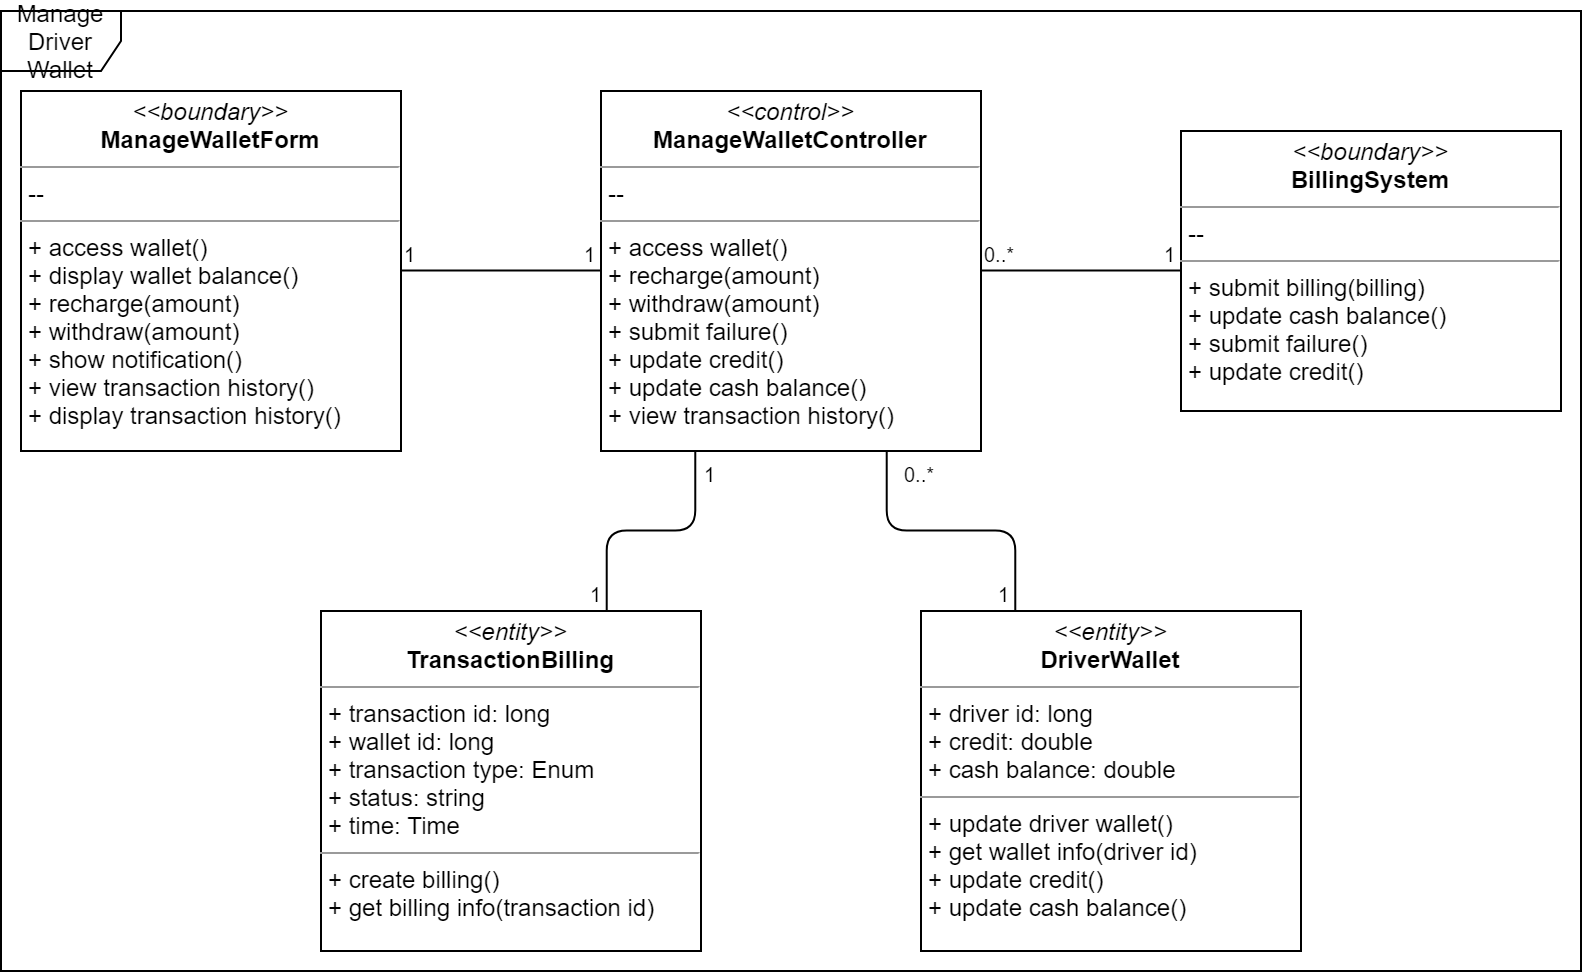 Manage
Driver
Wallet
<<boundary>>
ManageWalletForm
--
+ access wallet()
+ display wallet balance()
+ recharge(amount)
+ withdraw(amount)
+ show notification()
+ view transaction history()
+ display transaction history()
1
1
<<control>>
ManageWalletController
--
+ access wallet()
+ recharge(amount)
+ withdraw(amount)
+ submit failure()
+ update credit()
+ update cash balance()
+ view transaction history()
0..*
1
<<boundary>>
BillingSystem
--
+ submit billing(billing)
+ update cash balance()
+ submit failure()
+ update credit()
1
0..*
1
1
<<entity>>
TransactionBilling
+ transaction id: long
+ wallet id: long
+ transaction type: Enum
+ status: string
+ time: Time
+ create billing()
+ get billing info(transaction id)
<<entity>>
DriverWallet
+ driver id: long
+ credit: double
+ cash balance: double
+ update driver wallet()
+ get wallet info(driver id)
+ update credit()
+ update cash balance()